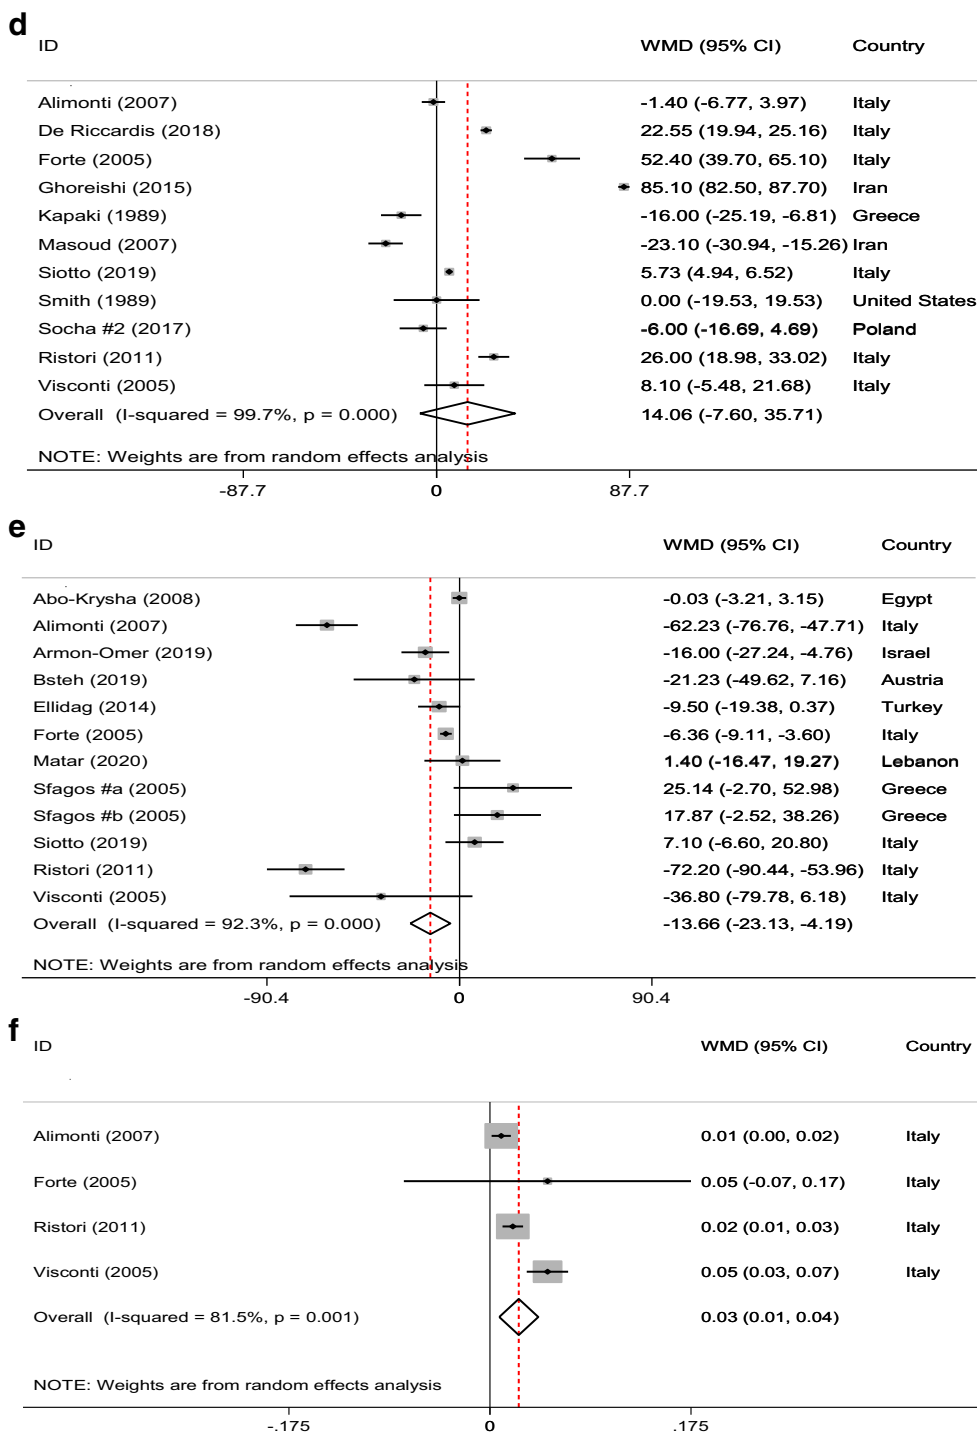 d
ID WMD (95% CI) Country
Alimonti (2007) -1.40 (-6.77, 3.97) Italy
De Riccardis (2018) 22.55 (19.94, 25.16) Italy
Forte (2005) 52.40 (39.70, 65.10) Italy
Ghoreishi (2015) 85.10 (82.50, 87.70) Iran
Kapaki (1989) -16.00 (-25.19, -6.81) Greece
Masoud (2007) -23.10 (-30.94, -15.26) Iran
Siotto (2019) 5.73 (4.94, 6.52) Italy
Smith (1989) 0.00 (-19.53, 19.53) United States
Socha #2 (2017) -6.00 (-16.69, 4.69) Poland
Ristori (2011) 26.00 (18.98, 33.02) Italy
Visconti (2005) 8.10 (-5.48, 21.68) Italy
Overall (I-squared = 99.7%, p = 0.000) 14.06 (-7.60, 35.71)
NOTE: Weights are from random effects analysis
-87.7 0 87.7
e
ID WMD (95% CI) Country
Abo-Krysha (2008) -0.03 (-3.21, 3.15) Egypt
Alimonti (2007) -62.23 (-76.76, -47.71) Italy
Armon-Omer (2019) -16.00 (-27.24, -4.76) Israel
Bsteh (2019) -21.23 (-49.62, 7.16) Austria
Ellidag (2014) -9.50 (-19.38, 0.37) Turkey
Forte (2005) -6.36 (-9.11, -3.60) Italy
Matar (2020) 1.40 (-16.47, 19.27) Lebanon
Sfagos #a (2005) 25.14 (-2.70, 52.98) Greece
Sfagos #b (2005) 17.87 (-2.52, 38.26) Greece
Siotto (2019) 7.10 (-6.60, 20.80) Italy
Ristori (2011) -72.20 (-90.44, -53.96) Italy
Visconti (2005) -36.80 (-79.78, 6.18) Italy
Overall (I-squared = 92.3%, p = 0.000) -13.66 (-23.13, -4.19)
NOTE: Weights are from random effects analysis
-90.4 0 90.4
f
ID WMD (95% CI) Country
Alimonti (2007) 0.01 (0.00, 0.02) Italy
Forte (2005) 0.05 (-0.07, 0.17) Italy
Ristori (2011) 0.02 (0.01, 0.03) Italy
Visconti (2005) 0.05 (0.03, 0.07) Italy
Overall (I-squared = 81.5%, p = 0.001) 0.03 (0.01, 0.04)
NOTE: Weights are from random effects analysis
-.175 0 .175